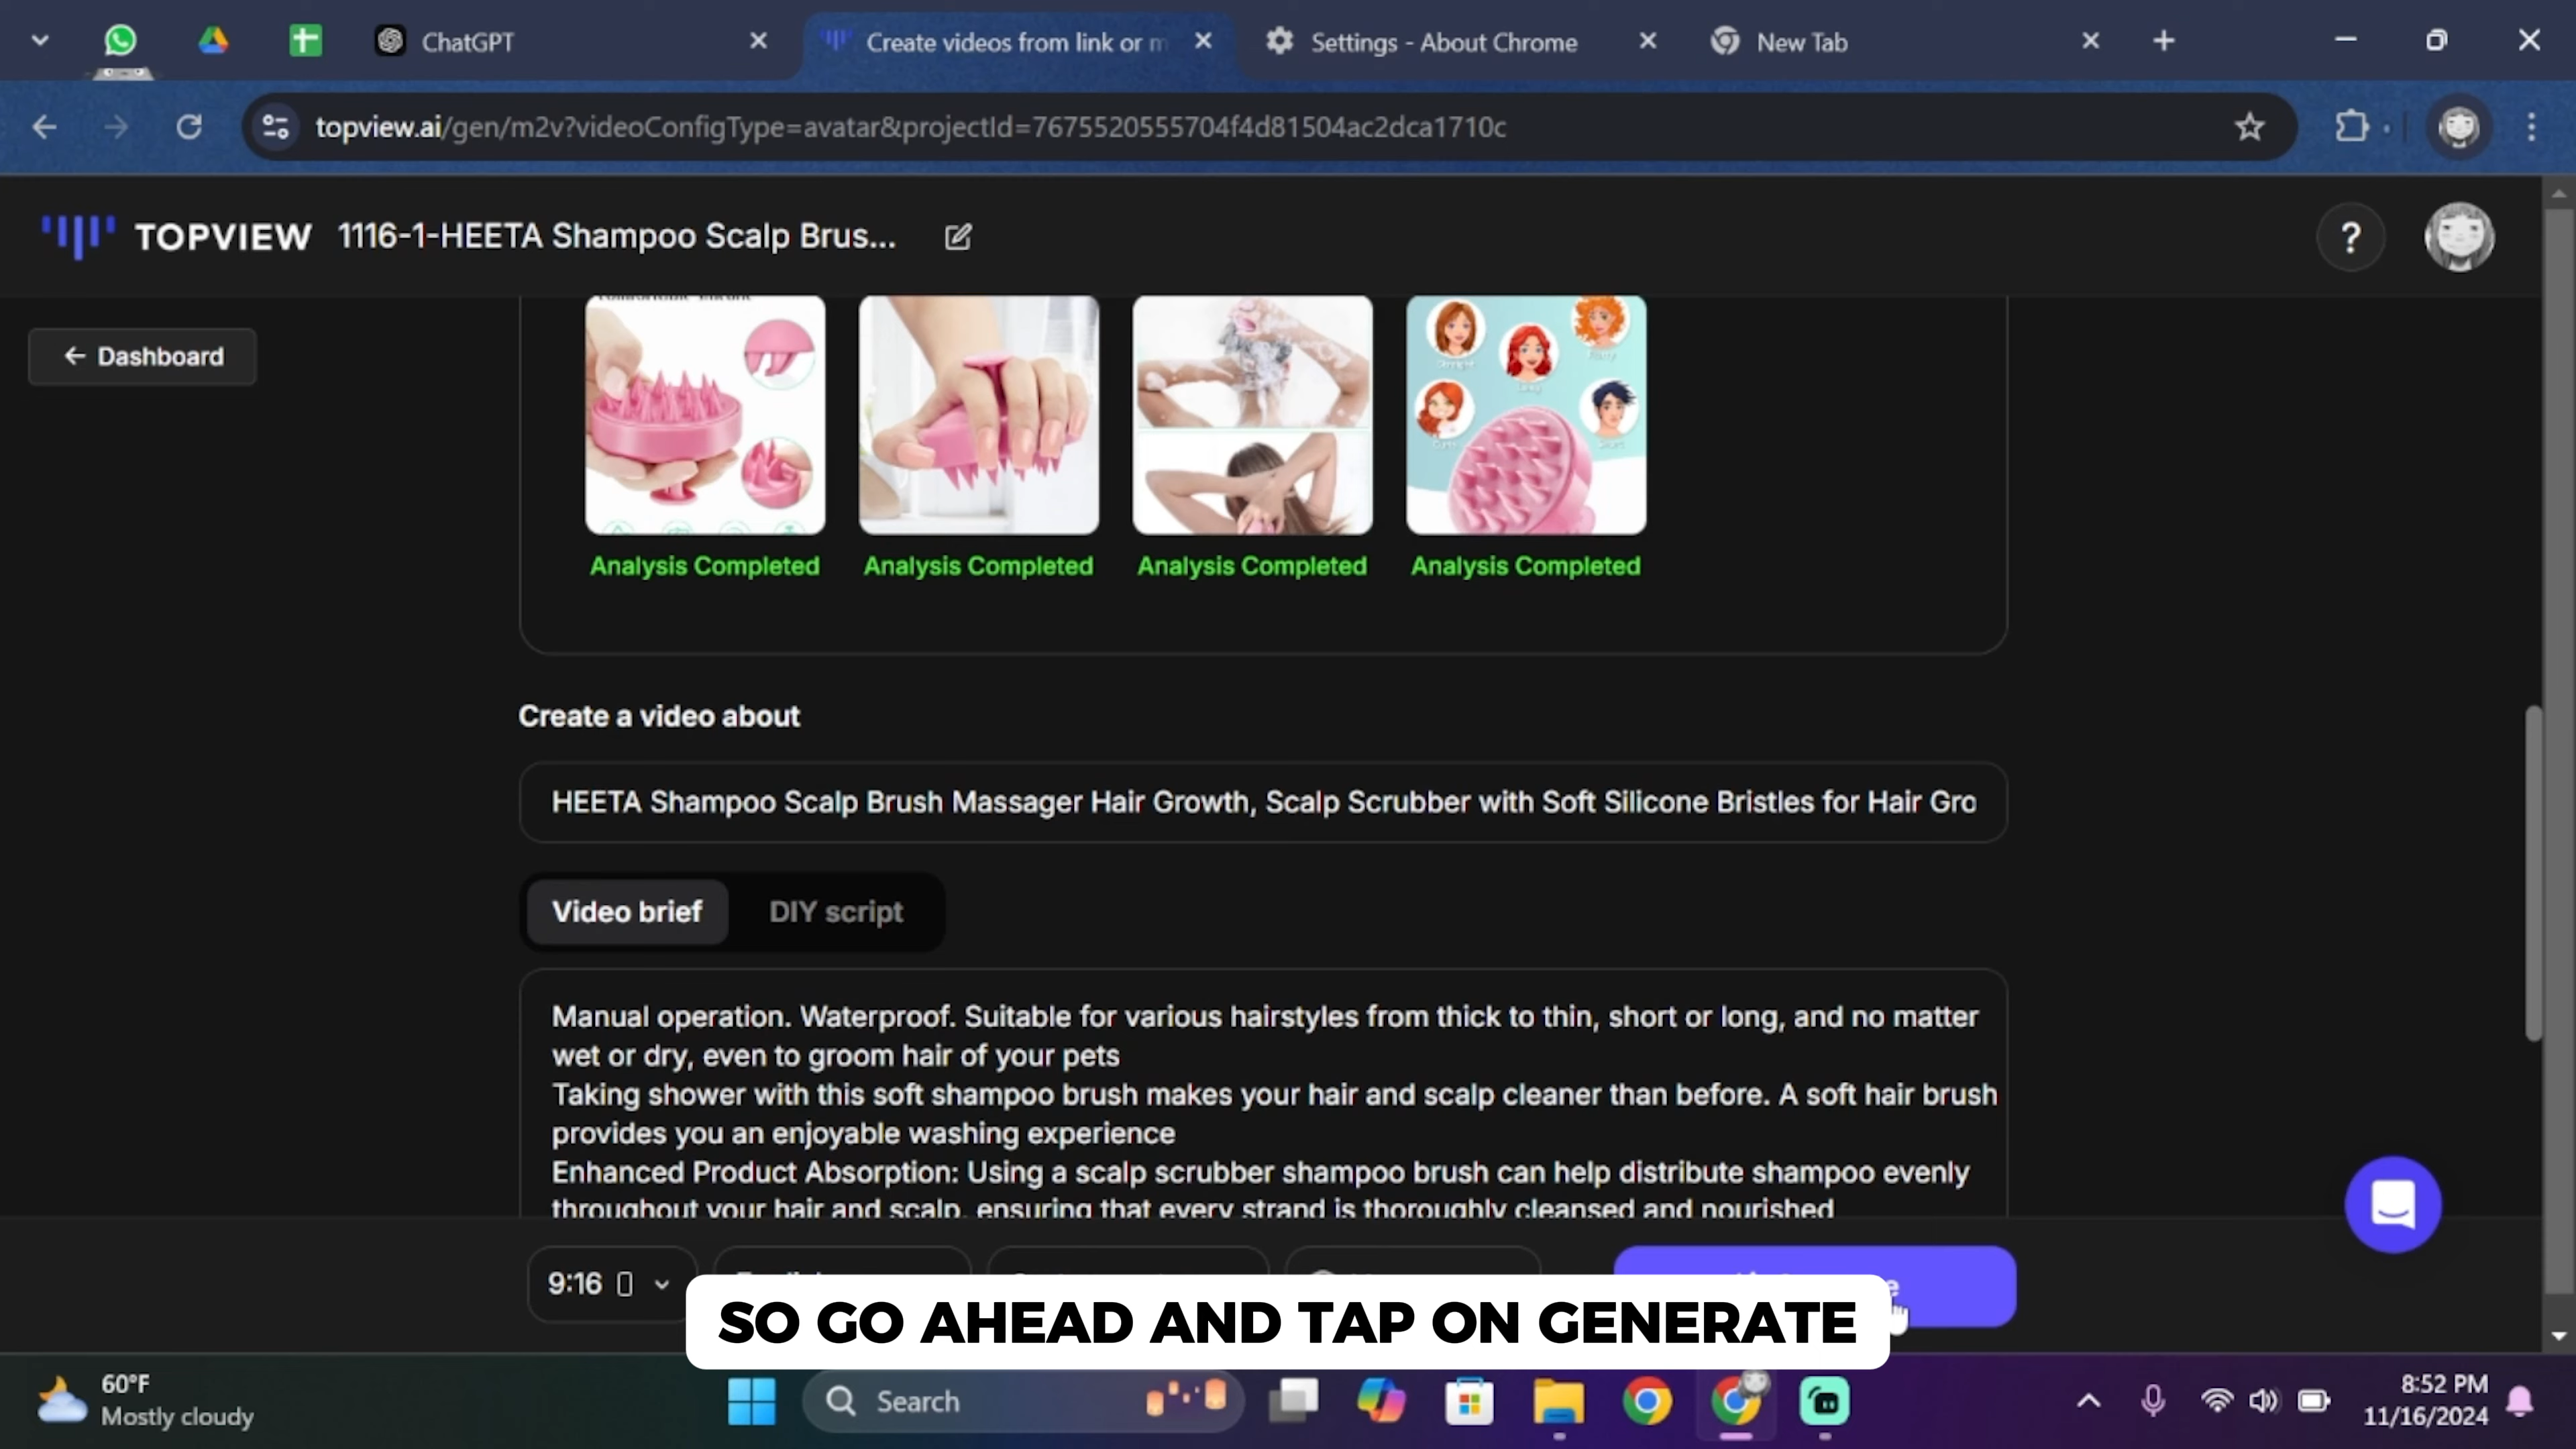 ChatGPT
Create videos from link or m
Settings - About Chrome
New Tab
topview.ai/gen/m2v?videoConfigType=avatar&projectId=7675520555704f4d81504ac2dca1710c
TOPVIEW
1116-1-HEETA Shampoo Scalp Brus...
?
← Dashboard
Analysis Completed
Analysis Completed
Analysis Completed
Analysis Completed
Create a video about
HEETA Shampoo Scalp Brush Massager Hair Growth, Scalp Scrubber with Soft Silicone Bristles for Hair Gro
Video brief
DIY script
Manual operation. Waterproof. Suitable for various hairstyles from thick to thin, short or long, and no matter
wet or dry, even to groom hair of your pets
Taking shower with this soft shampoo brush makes your hair and scalp cleaner than before. A soft hair brush
provides you an enjoyable washing experience
Enhanced Product Absorption: Using a scalp scrubber shampoo brush can help distribute shampoo evenly
throughout your hair and scalp, ensuring that every strand is thoroughly cleansed and nourished
9:16
SO GO AHEAD AND TAP ON GENERATE
60°F
Mostly cloudy
Search
8:52 PM
11/16/2024